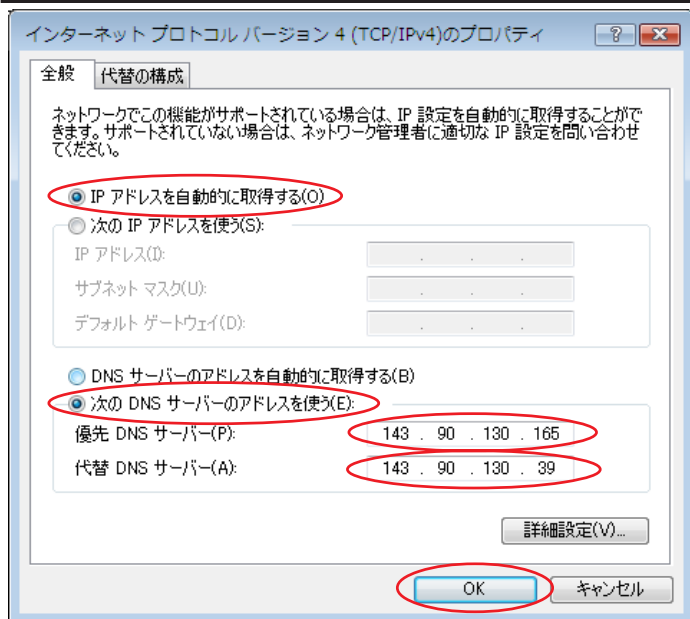 インターネット プロトコル バージョン 4 (TCP/IPv4)のプロパティ
全般
代替の構成
ネットワークでこの機能がサポートされている場合は、IP 設定を自動的に取得することがで
きます。サポートされていない場合は、ネットワーク管理者に適切な IP 設定を問い合わせ
てください。
IP アドレスを自動的に取得する(O)
次の IP アドレスを使う(S):
IP アドレス(I):
サブネット マスク(U):
デフォルト ゲートウェイ(D):
DNS サーバーのアドレスを自動的に取得する(B)
次の DNS サーバーのアドレスを使う(E):
優先 DNS サーバー(P): 143 . 90 . 130 . 165
代替 DNS サーバー(A): 143 . 90 . 130 . 39
詳細設定(V)...
OK キャンセル